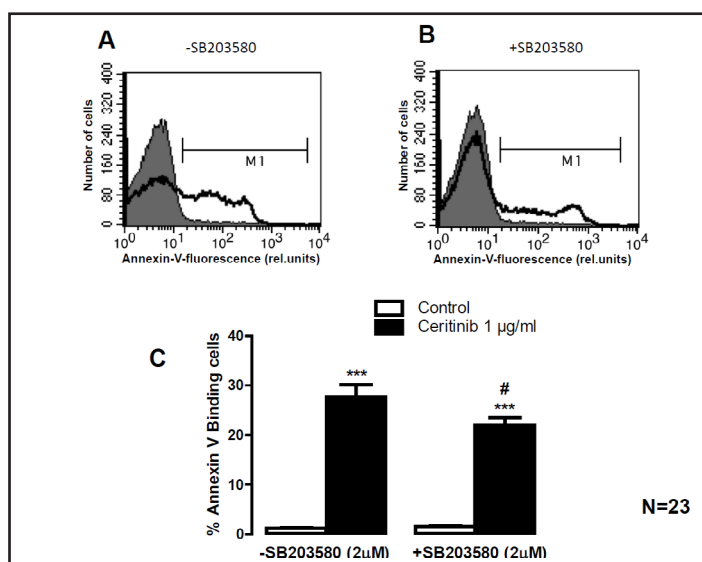 A
-SB203580
B
+SB203580
Number of cells
400
320
240
160
80
0
M1
10^0 10^1 10^2 10^3 10^4
Annexin-V-fluorescence (rel.units)
Number of cells
400
320
240
160
80
0
M1
10^0 10^1 10^2 10^3 10^4
Annexin-V-fluorescence (rel.units)
Control
Ceritinib 1 µg/ml
C
% Annexin V Binding cells
40
30
20
10
0
***
#
***
-SB203580 (2µM) +SB203580 (2µM)
N=23